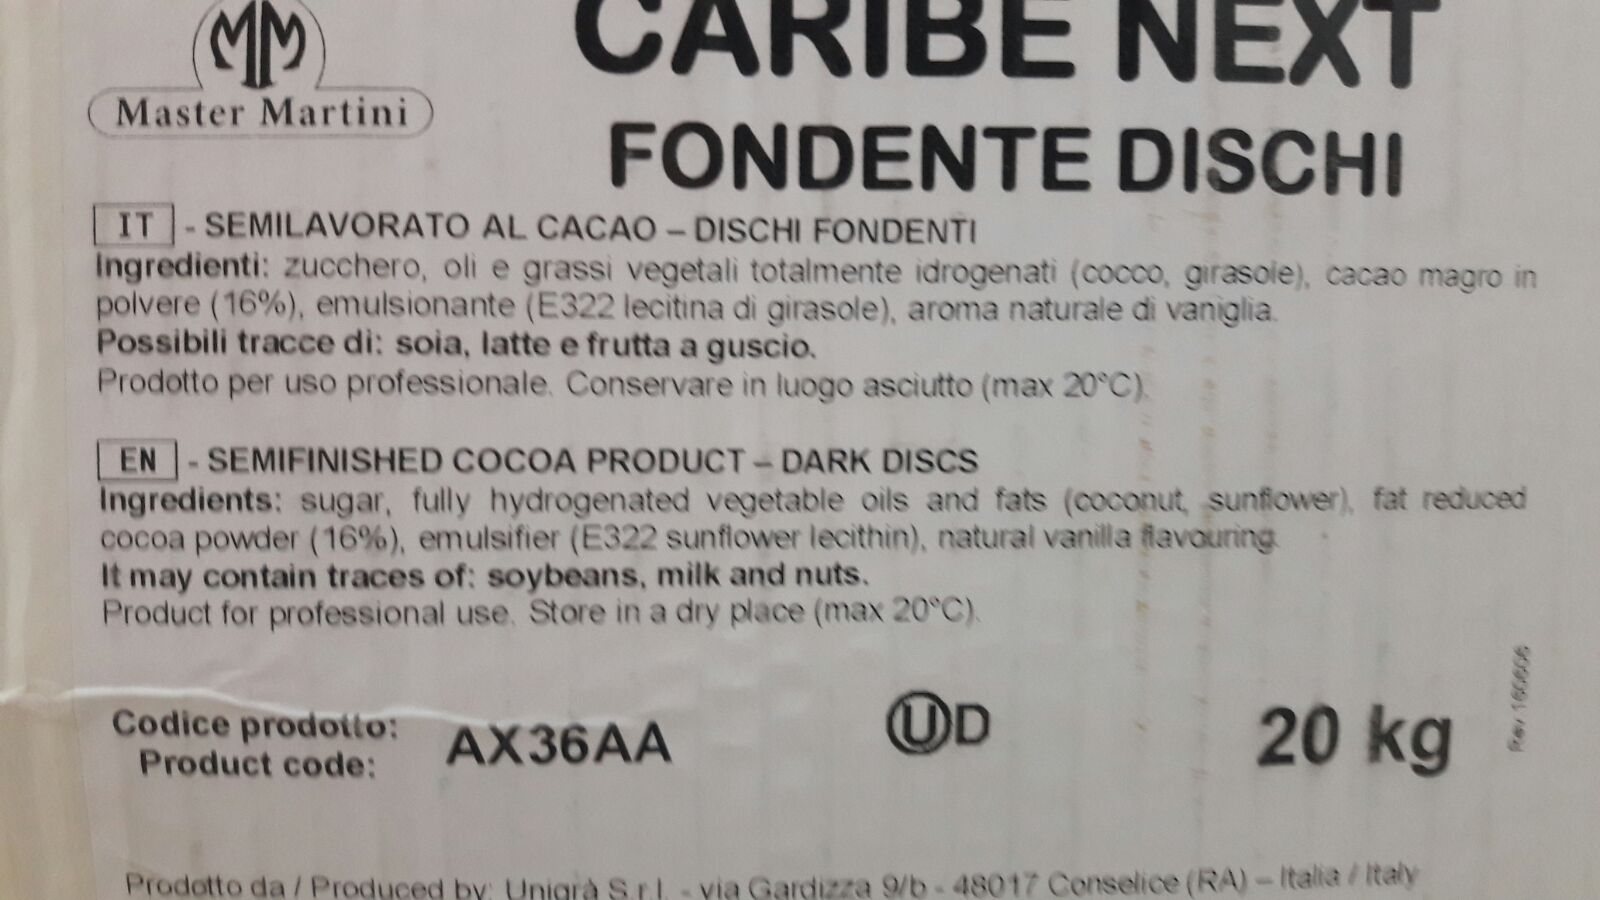 MM
Master Martini
CARIBE NEXT
FONDENTE DISCHI
IT - SEMILAVORATO AL CACAO – DISCHI FONDENTI
Ingredienti: zucchero, oli e grassi vegetali totalmente idrogenati (cocco, girasole), cacao magro in
polvere (16%), emulsionante (E322 lecitina di girasole), aroma naturale di vaniglia.
Possibili tracce di: soia, latte e frutta a guscio.
Prodotto per uso professionale. Conservare in luogo asciutto (max 20°C).
EN - SEMIFINISHED COCOA PRODUCT – DARK DISCS
Ingredients: sugar, fully hydrogenated vegetable oils and fats (coconut, sunflower), fat reduced
cocoa powder (16%), emulsifier (E322 sunflower lecithin), natural vanilla flavouring.
It may contain traces of: soybeans, milk and nuts.
Product for professional use. Store in a dry place (max 20°C).
Codice prodotto:
Product code:
AX36AA
UD
20 kg
Rev 160606
Prodotto da / Produced by: Unigrà S.r.l. - via Gardizza 9/b - 48017 Conselice (RA) – Italia / Italy